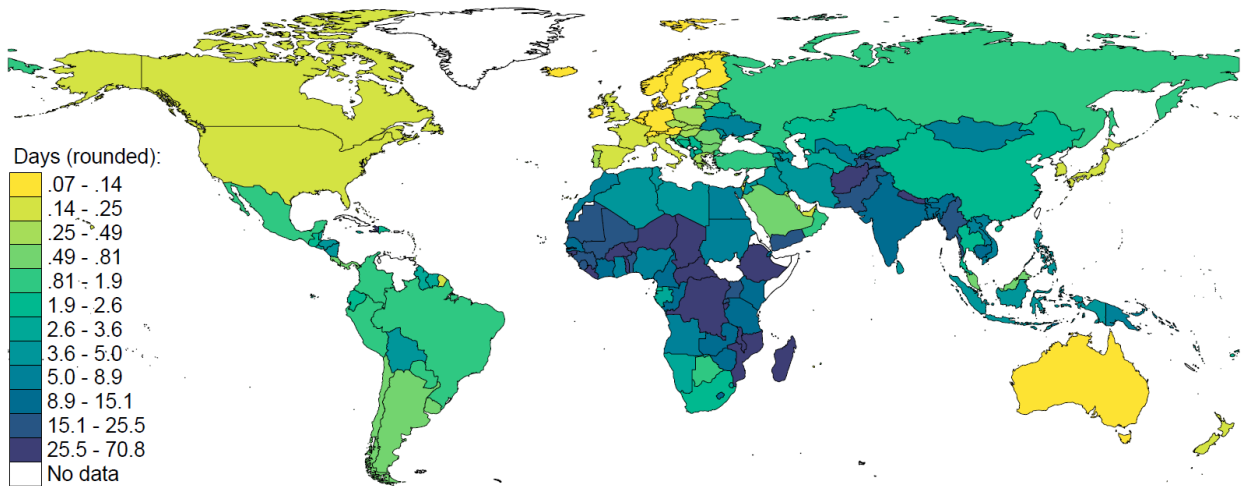 Days (rounded):
.07 - .14
.14 - .25
.25 - .49
.49 - .81
.81 - 1.9
1.9 - 2.6
2.6 - 3.6
3.6 - 5.0
5.0 - 8.9
8.9 - 15.1
15.1 - 25.5
25.5 - 70.8
No data